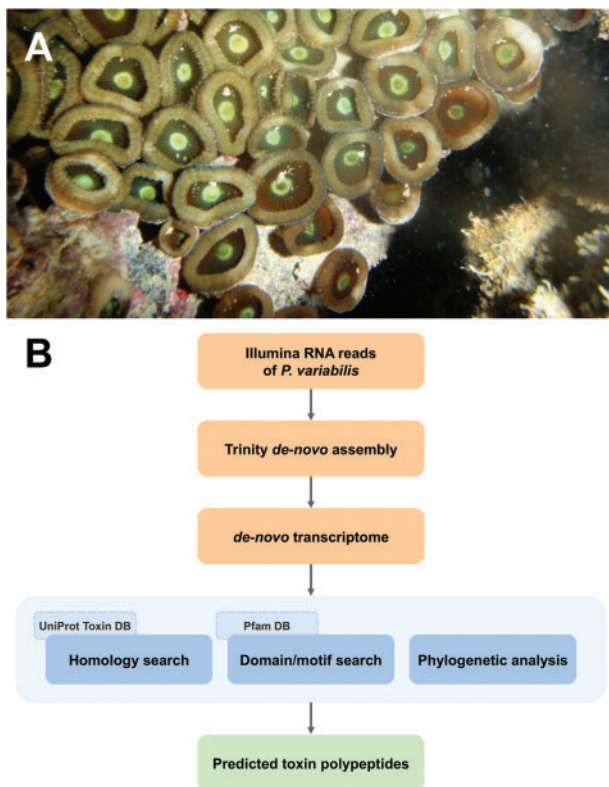 A
B
Illumina RNA reads
of P. variabilis
Trinity de-novo assembly
de-novo transcriptome
UniProt Toxin DB
Pfam DB
Homology search
Domain/motif search
Phylogenetic analysis
Predicted toxin polypeptides